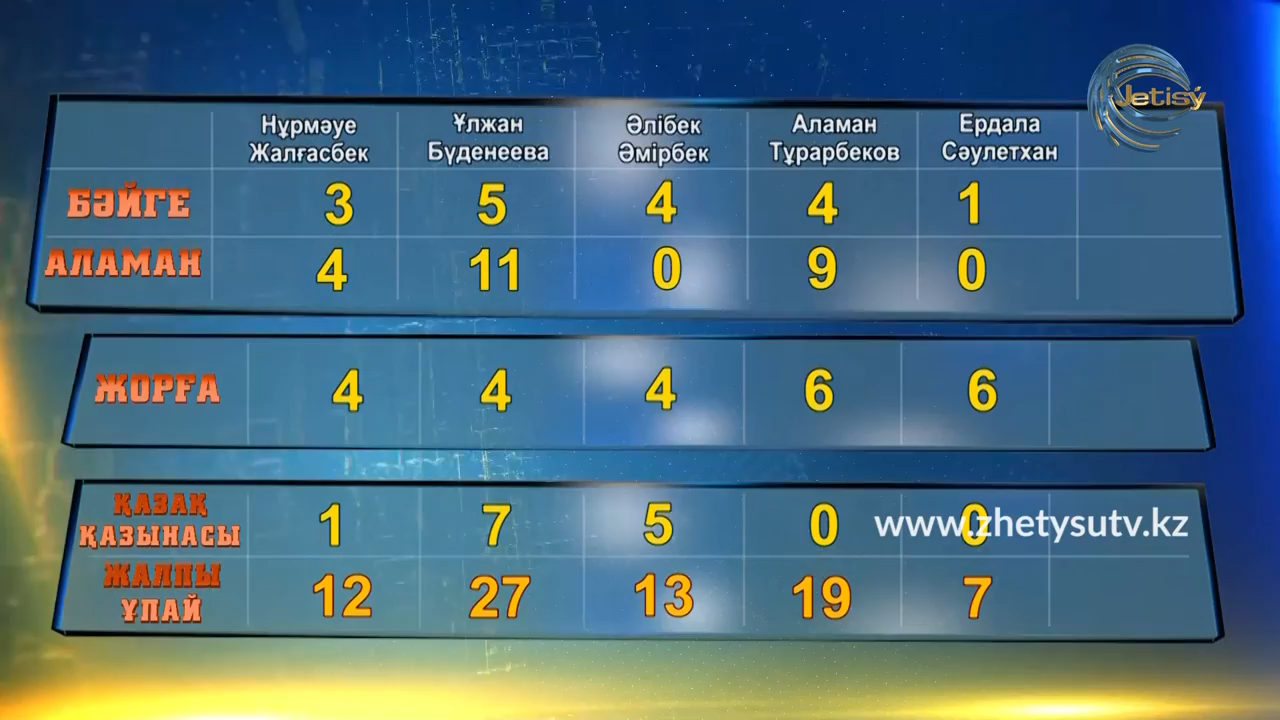 Jetisý
Нұрмәуе Ұлжан Әлібек Аламан Ердала
Жалғасбек Бүденеева Әмірбек Тұрарбеков Сәулетхан
БӘЙГЕ 3 5 4 4 1
АЛАМАН 4 11 0 9 0
ЖОРҒА 4 4 4 6 6
ҚАЗАҚ
ҚАЗЫНАСЫ 1 7 5 0 0
www.zhetysutv.kz
ЖАЛПЫ
ҰПАЙ 12 27 13 19 7